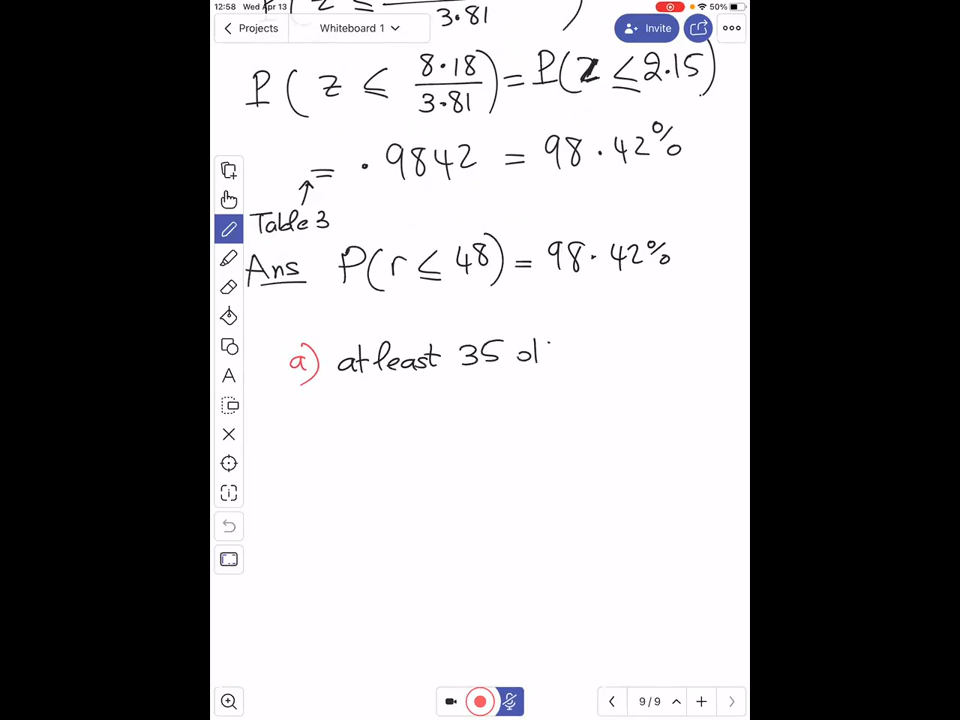 12:58 Wed Apr 13 50%
Projects Whiteboard 1 Invite
P( z ≤ 3.81 )
P( z ≤ 8.18/3.81 ) = P(z ≤ 2.15)
= .9842 = 98.42%
Table 3
Ans P(r ≤ 48) = 98.42%
a) atleast 35 ol
A
9/9